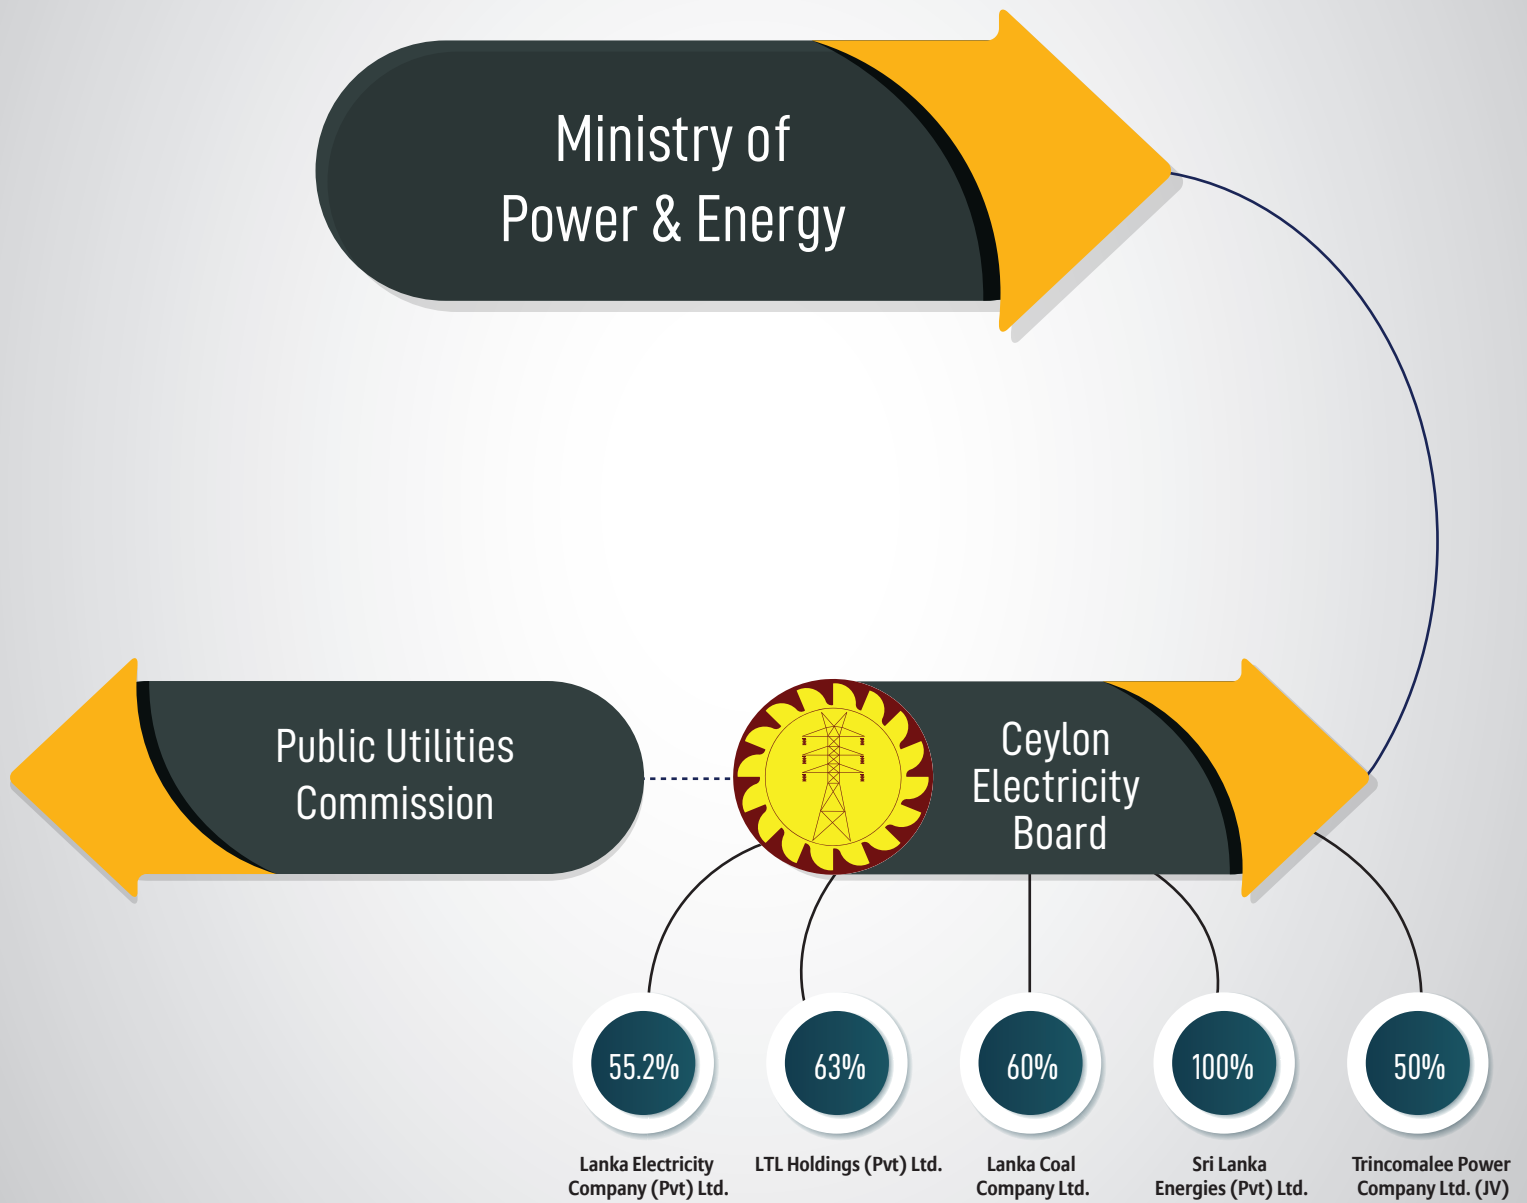 Ministry of
Power & Energy
Public Utilities
Commission
Ceylon
Electricity
Board
55.2%
63%
60%
100%
50%
Lanka Electricity
Company (Pvt) Ltd.
LTL Holdings (Pvt) Ltd.
Lanka Coal
Company Ltd.
Sri Lanka
Energies (Pvt) Ltd.
Trincomalee Power
Company Ltd. (JV)